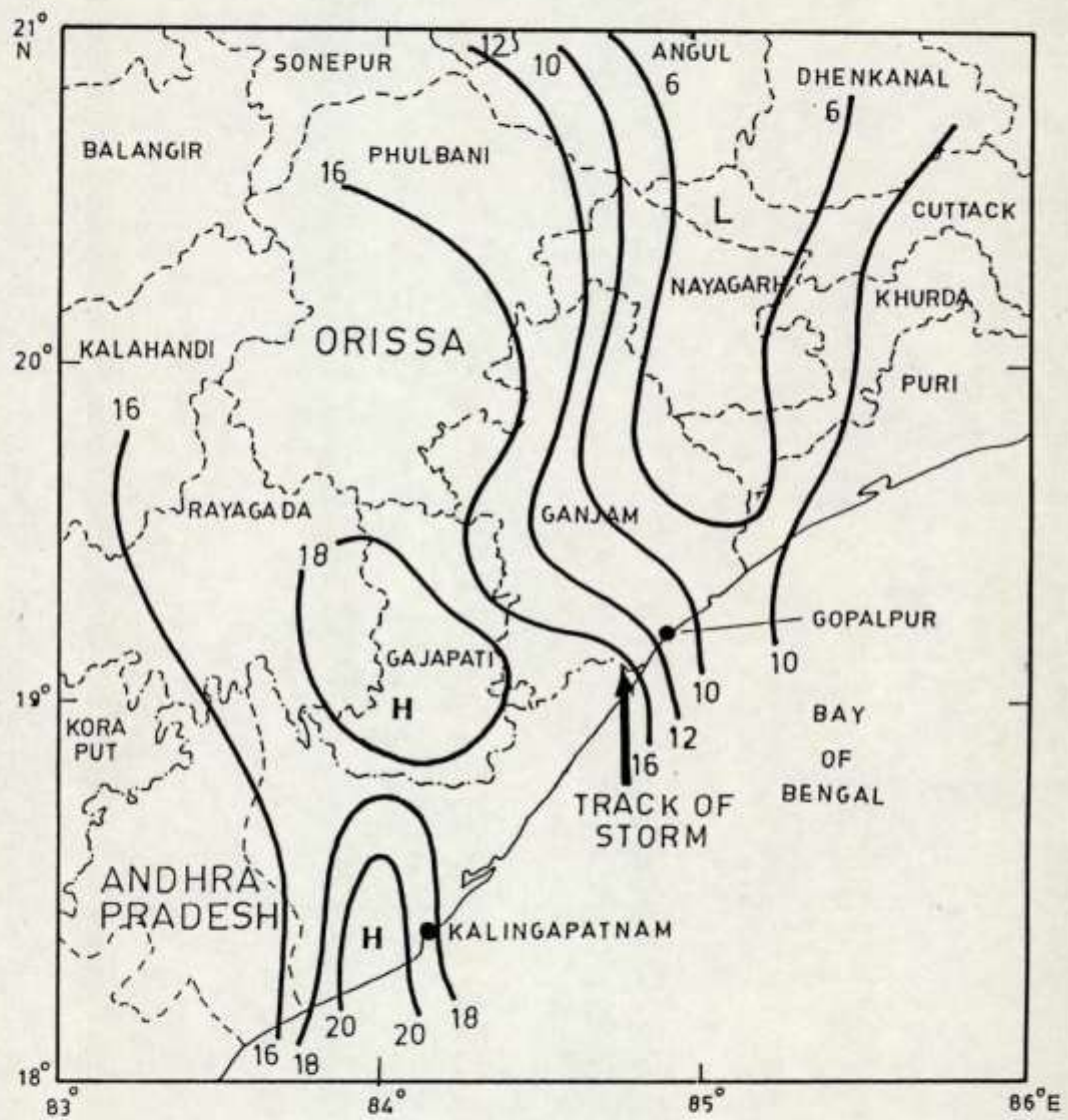 21°
N
12
ANGUL
SONEPUR
10
6
DHENKANAL
6
BALANGIR
PHULBANI
16
L
CUTTACK
NAYAGARH
KHURDA
ORISSA
KALAHANDI
20°
PURI
16
RAYAGADA
GANJAM
18
GOPALPUR
GAJAPATI
10
H
10
19°
KORA
PUT
12
BAY
OF
BENGAL
16
TRACK OF
STORM
ANDHRA
PRADESH
H
KALINGAPATNAM
20
20
18
16
18
18°
83°
84°
85°
86°E